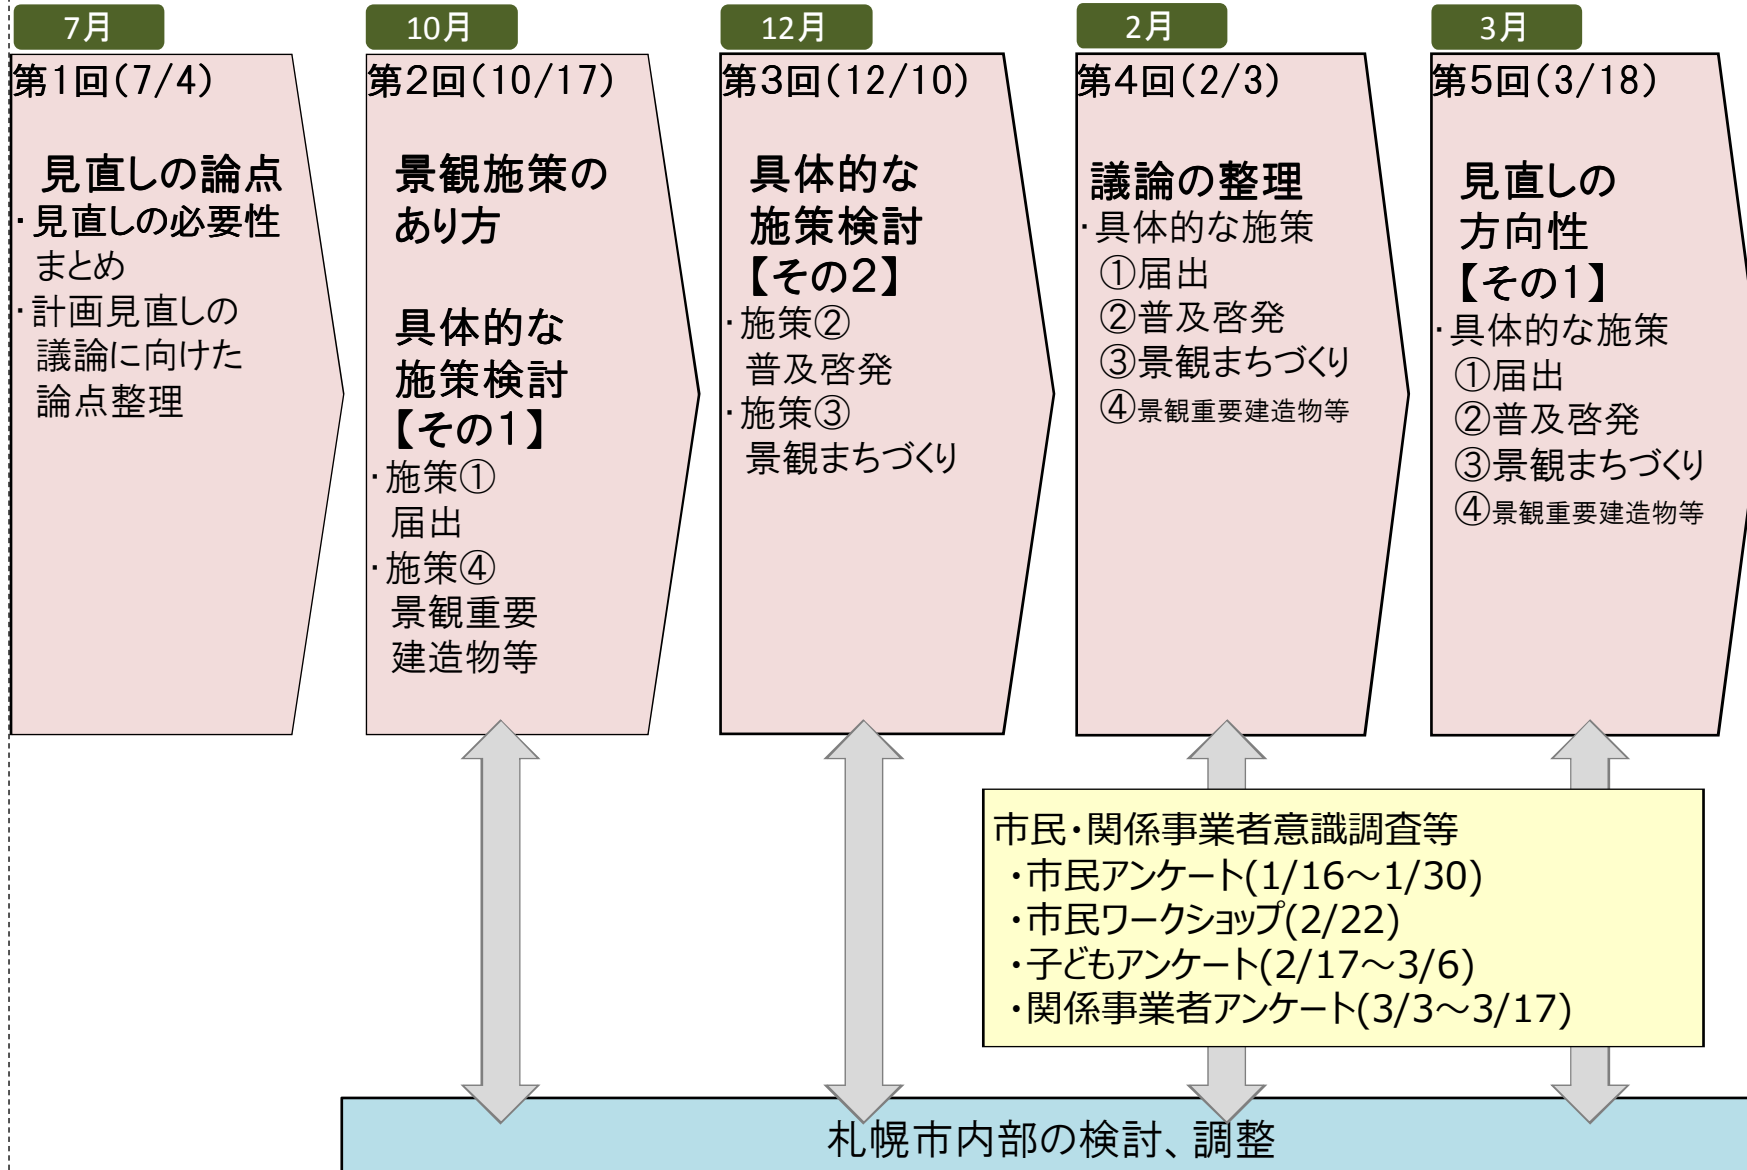 7月
第1回(7/4)
見直しの論点
・見直しの必要性
まとめ
・計画見直しの
議論に向けた
論点整理
10月
第2回(10/17)
景観施策の
あり方
具体的な
施策検討
【その1】
・施策①
届出
・施策④
景観重要
建造物等
12月
第3回(12/10)
具体的な
施策検討
【その2】
・施策②
普及啓発
・施策③
景観まちづくり
2月
第4回(2/3)
議論の整理
・具体的な施策
①届出
②普及啓発
③景観まちづくり
④景観重要建造物等
3月
第5回(3/18)
見直しの
方向性
【その1】
・具体的な施策
①届出
②普及啓発
③景観まちづくり
④景観重要建造物等
市民・関係事業者意識調査等
・市民アンケート(1/16～1/30)
・市民ワークショップ(2/22)
・子どもアンケート(2/17～3/6)
・関係事業者アンケート(3/3～3/17)
札幌市内部の検討、調整